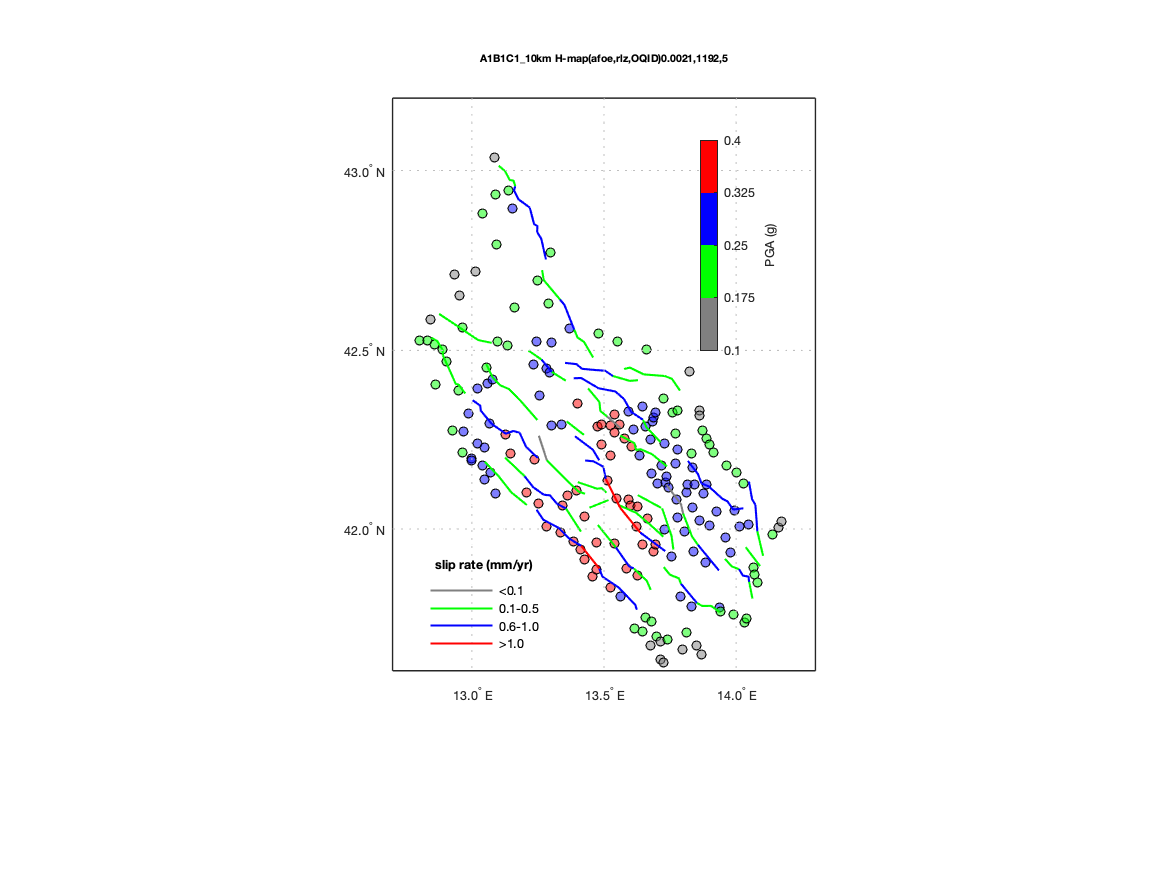 A1B1C1_10km H-map(afoe,rlz,OQID)0.0021,1192,5
0.4
0.325
0.25
0.175
0.1
PGA (g)
43.0° N
42.5° N
42.0° N
slip rate (mm/yr)
<0.1
0.1-0.5
0.6-1.0
>1.0
13.0° E
13.5° E
14.0° E